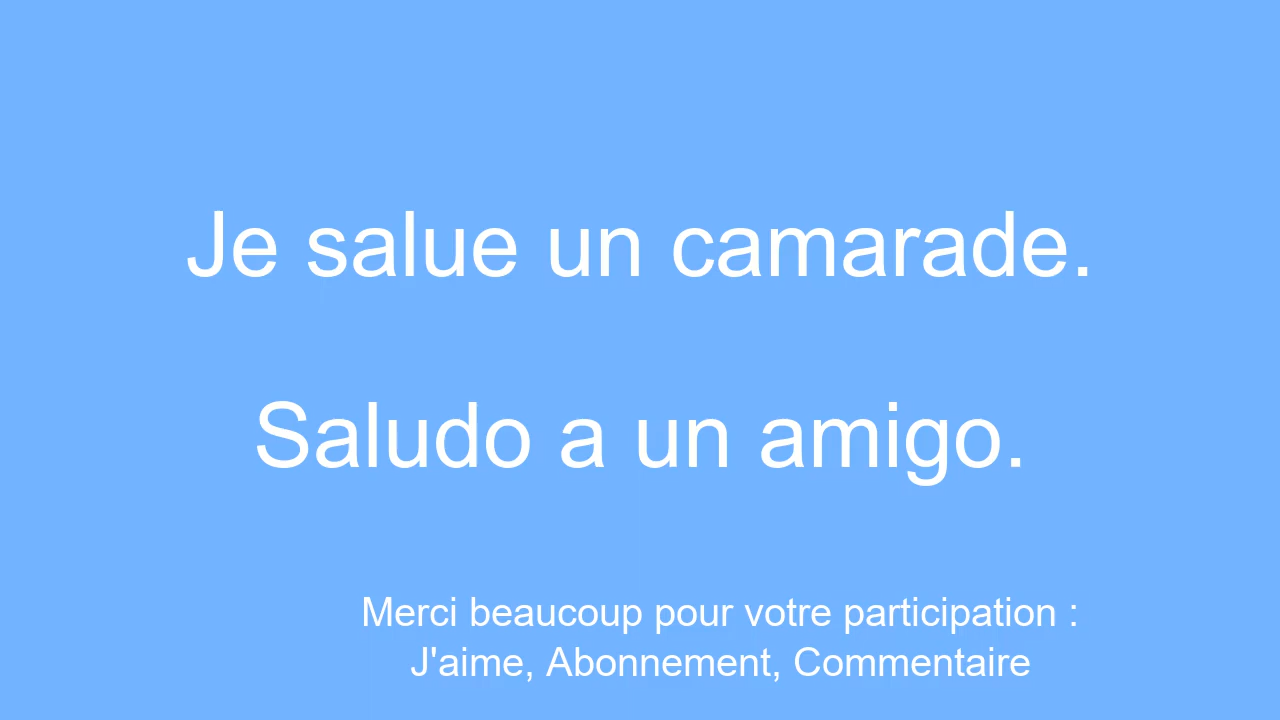 Je salue un camarade.
Saludo a un amigo.
Merci beaucoup pour votre participation :
J'aime, Abonnement, Commentaire